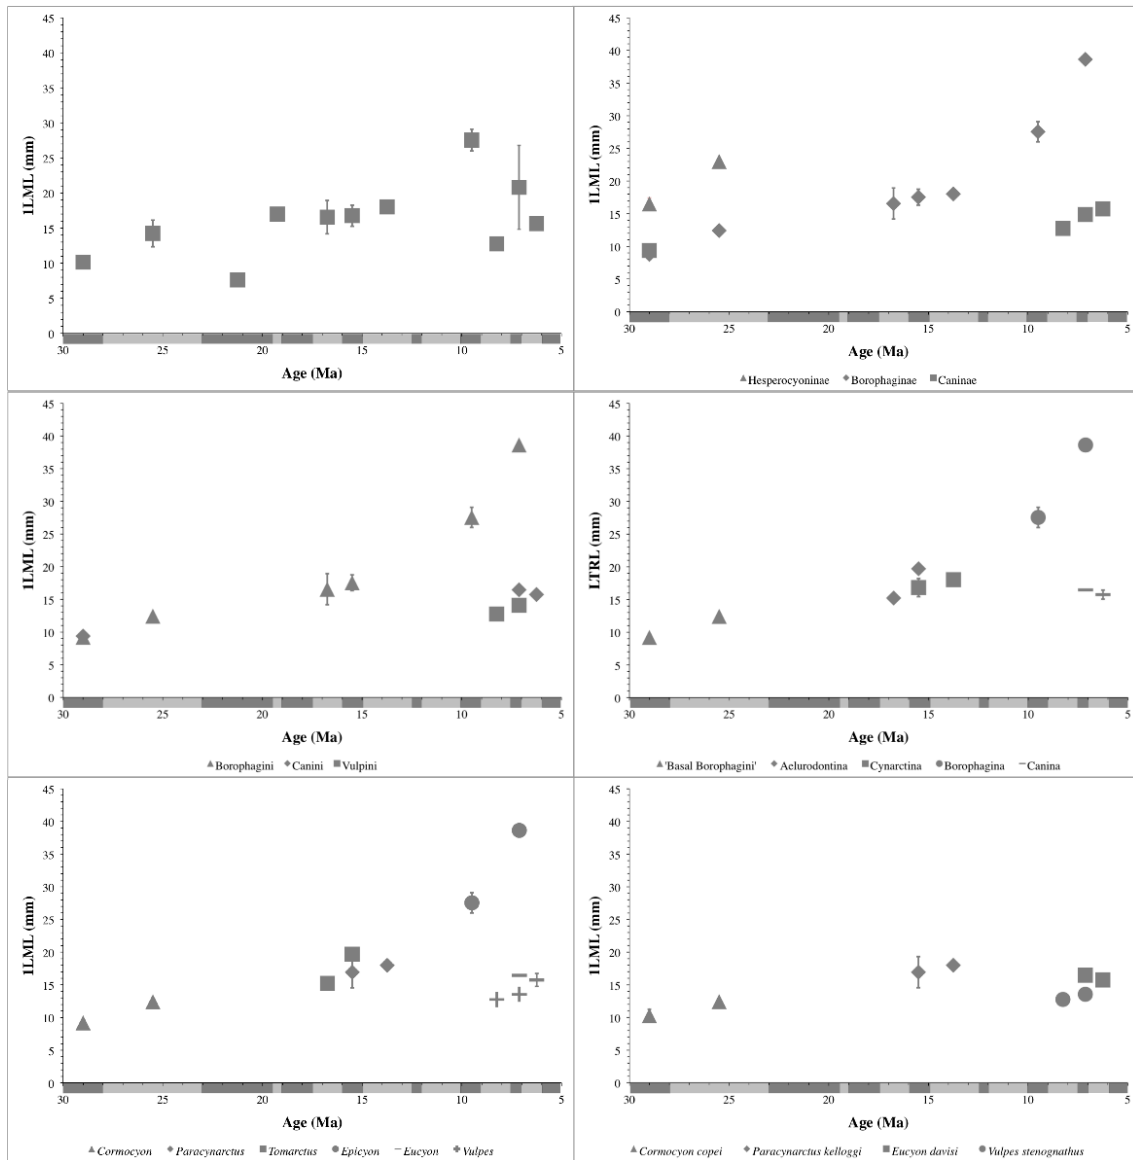 45
40
35
30
25
20
15
10
5
0
1LML (mm)
30 25 20 15 10 5
Age (Ma)
45
40
35
30
25
20
15
10
5
0
1LML (mm)
30 25 20 15 10 5
Age (Ma)
Hesperocyoninae Borophaginae Caninae
45
40
35
30
25
20
15
10
5
0
1LML (mm)
30 25 20 15 10 5
Age (Ma)
Borophagini Canini Vulpini
45
40
35
30
25
20
15
10
5
0
LTRL (mm)
30 25 20 15 10 5
Age (Ma)
'Basal Borophagini' Aelurodontina Cynarctina Borophagina Canina
45
40
35
30
25
20
15
10
5
0
1LML (mm)
30 25 20 15 10 5
Age (Ma)
Cormocyon Paracynarctus Tomarctus Epicyon Eucyon Vulpes
45
40
35
30
25
20
15
10
5
0
1LML (mm)
30 25 20 15 10 5
Age (Ma)
Cormocyon copei Paracynarctus kelloggi Eucyon davisi Vulpes stenognathus